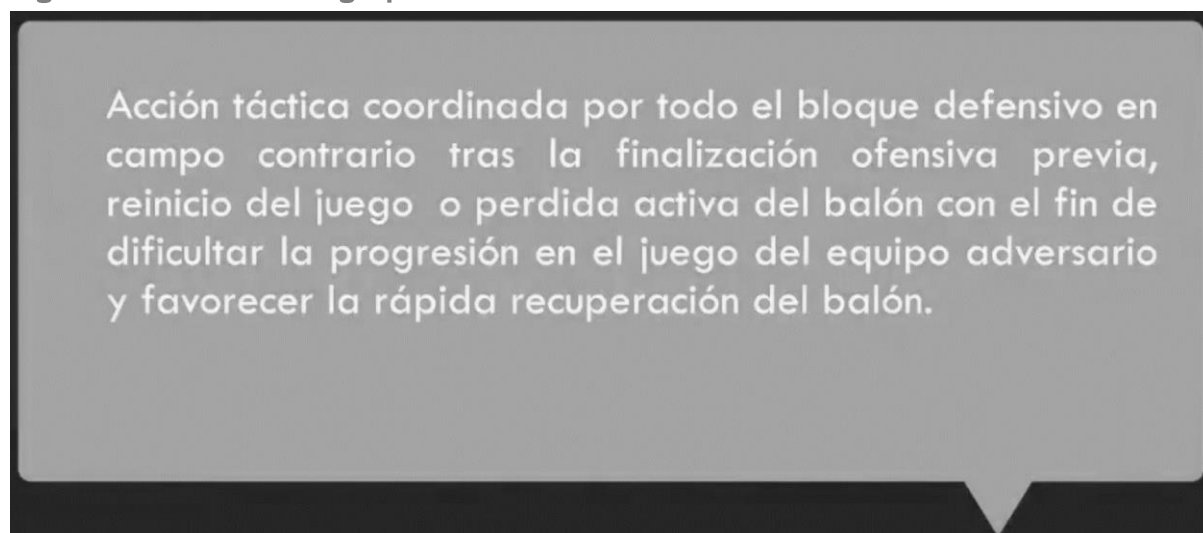 Acción táctica coordinada por todo el bloque defensivo en
campo contrario tras la finalización ofensiva previa,
reinicio del juego o perdida activa del balón con el fin de
dificultar la progresión en el juego del equipo adversario
y favorecer la rápida recuperación del balón.